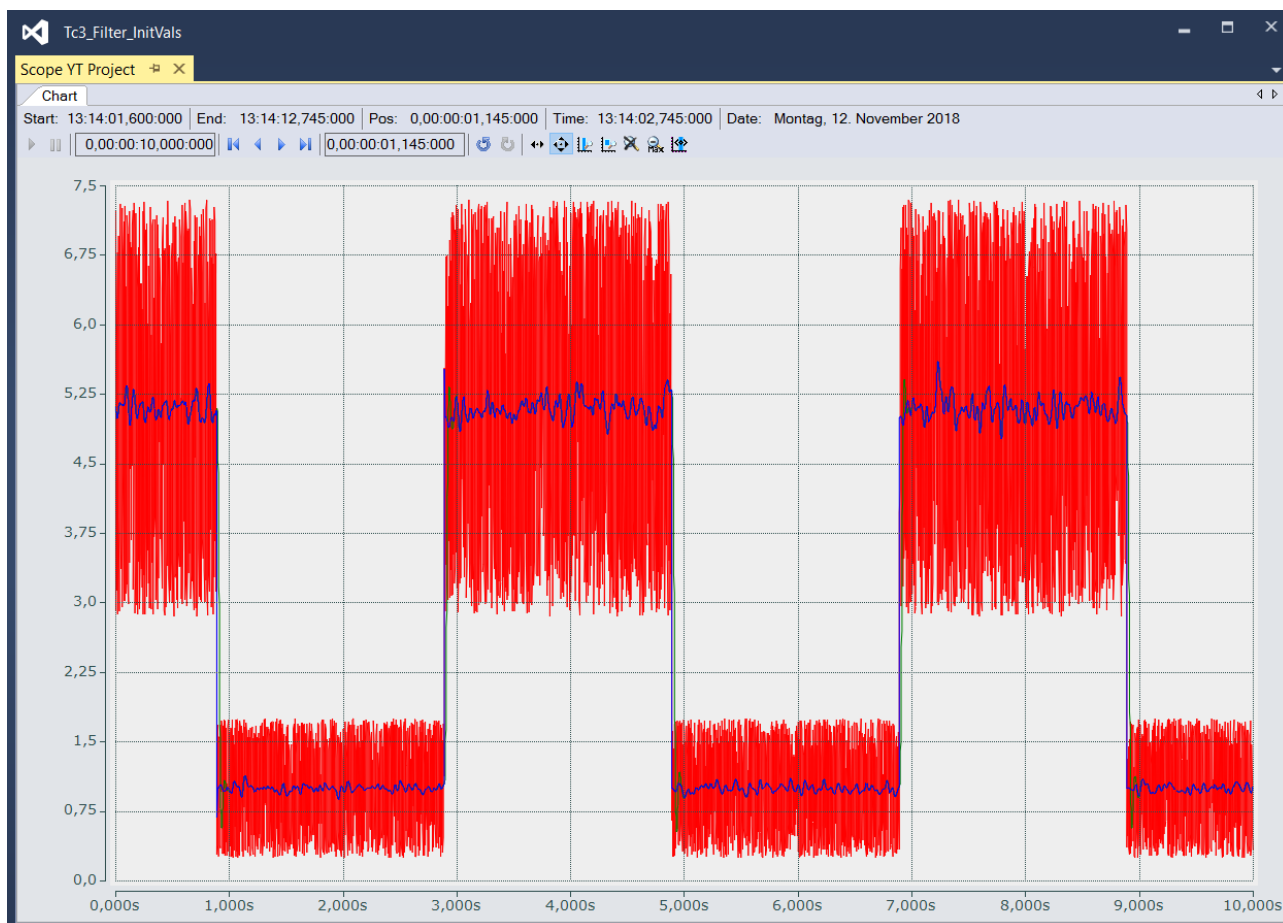 Tc3_Filter_InitVals
Scope YT Project
Chart
Start: 13:14:01,600:000 End: 13:14:12,745:000 Pos: 0,00:00:01,145:000 Time: 13:14:02,745:000 Date: Montag, 12. November 2018
0,00:00:10,000:000 0,00:00:01,145:000
7,5
6,75
6,0
5,25
4,5
3,75
3,0
2,25
1,5
0,75
0,0
0,000s 1,000s 2,000s 3,000s 4,000s 5,000s 6,000s 7,000s 8,000s 9,000s 10,000s